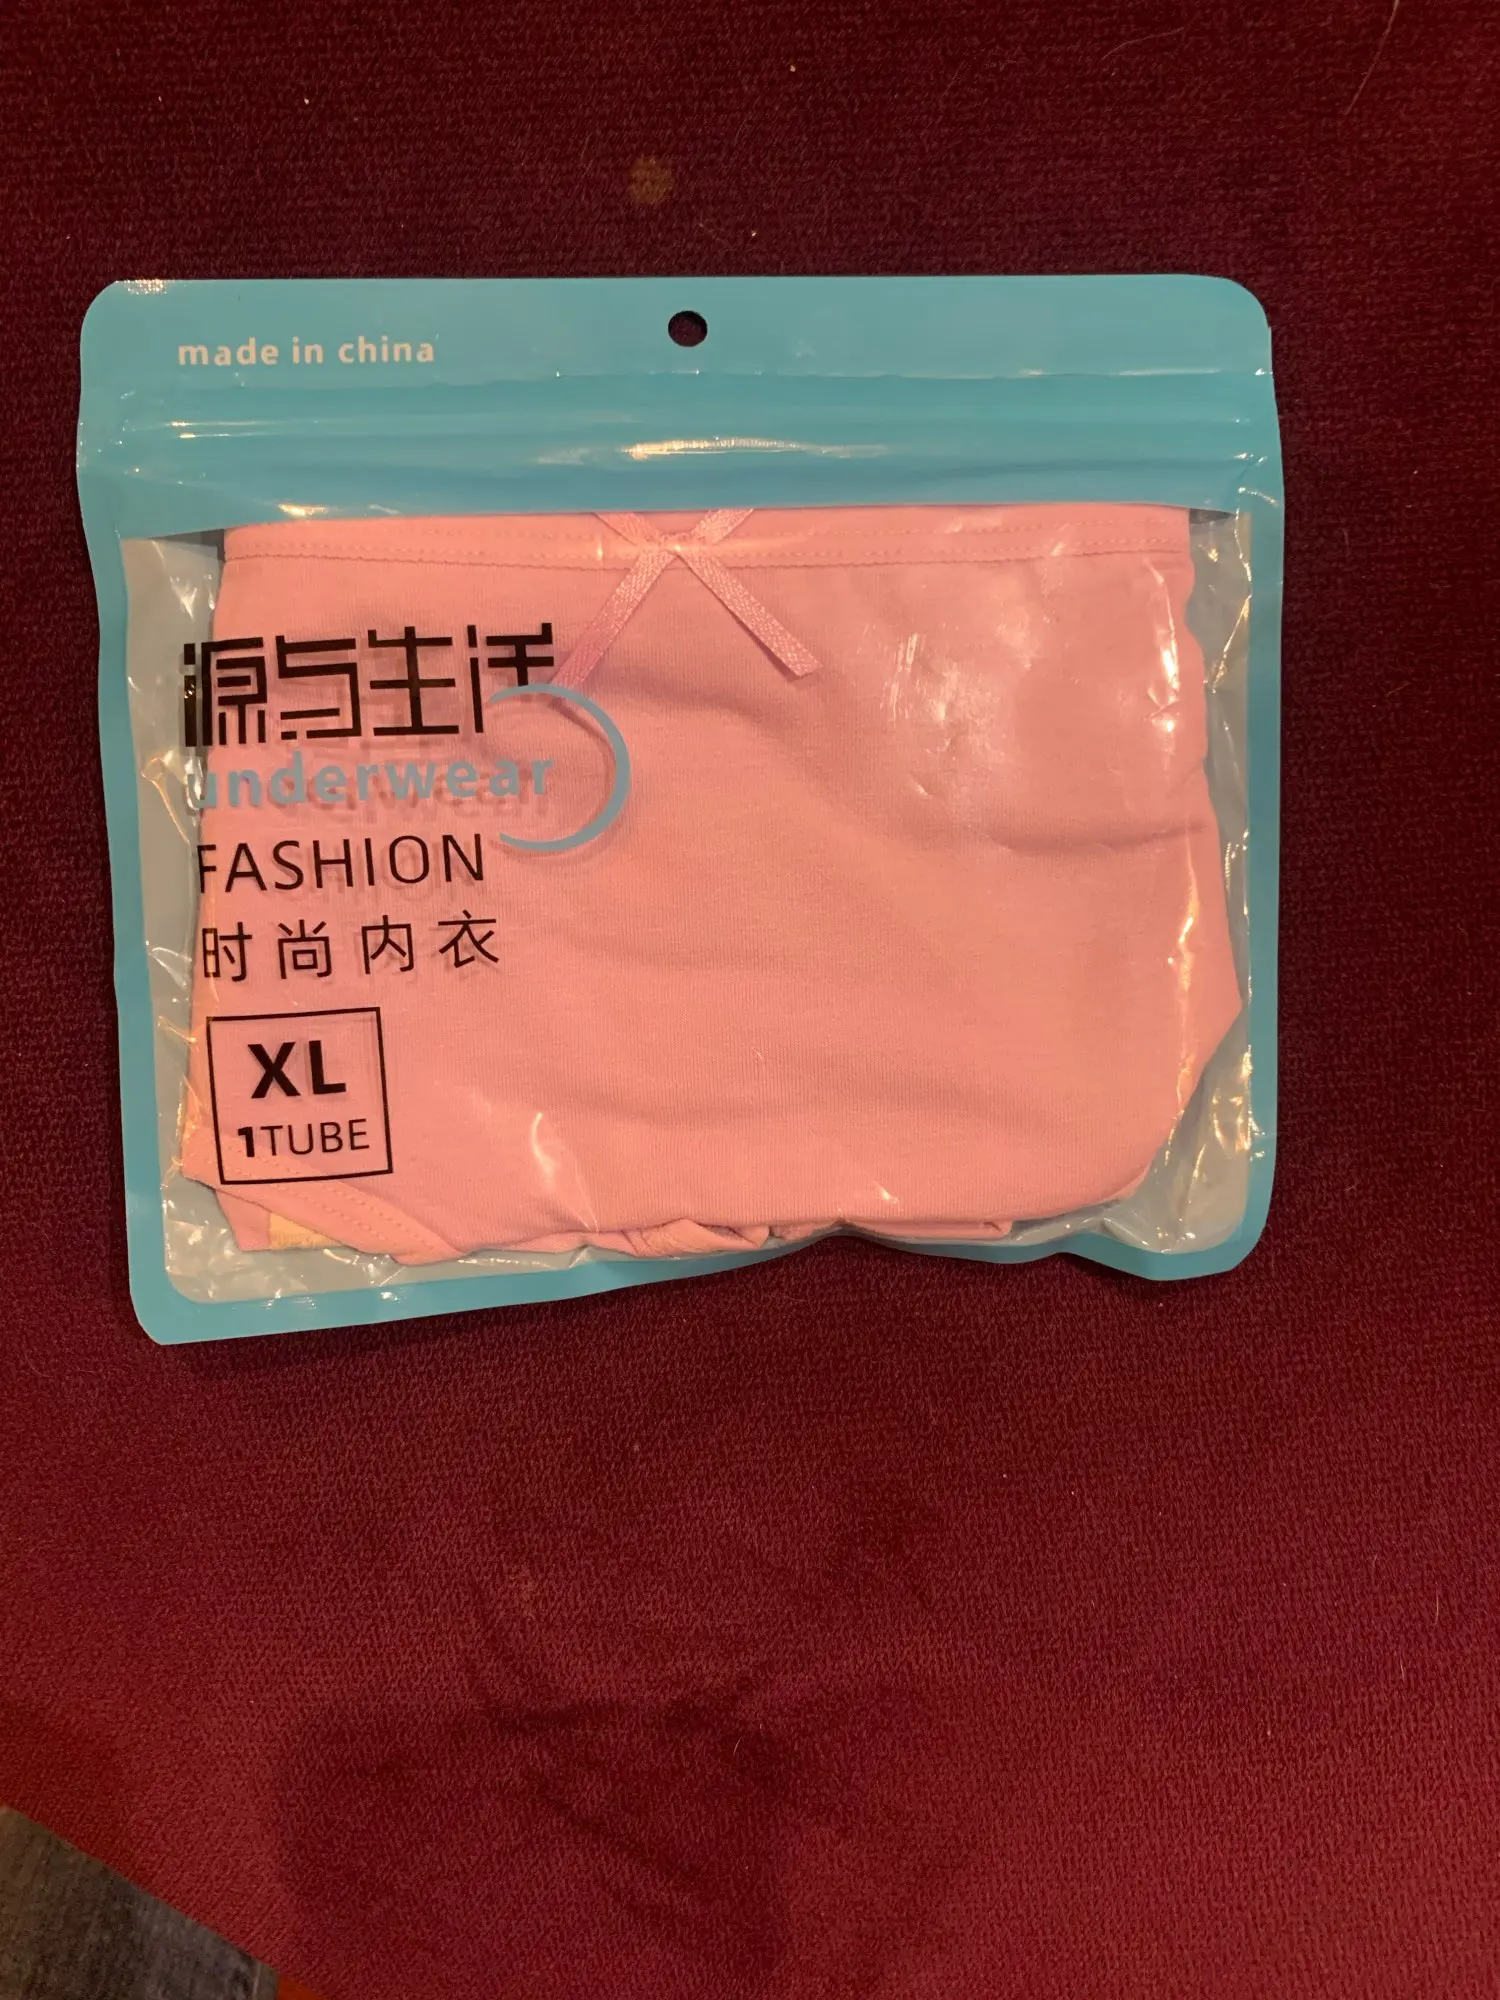 made in china
源与生活
underwear
FASHION
时尚内衣
XL
1TUBE